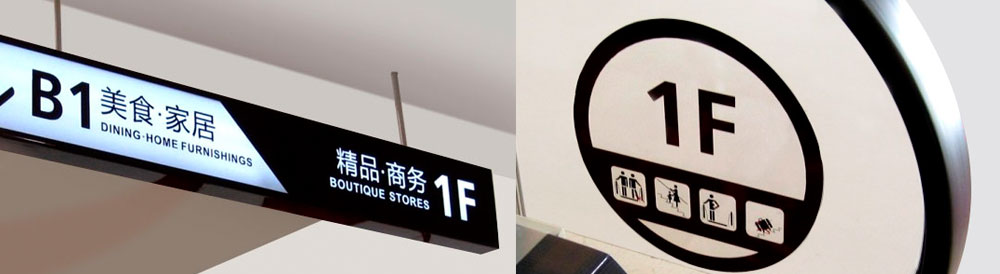 B1 美食·家居
DINING·HOME FURNISHINGS
精品·商务 1F
BOUTIQUE STORES
1F